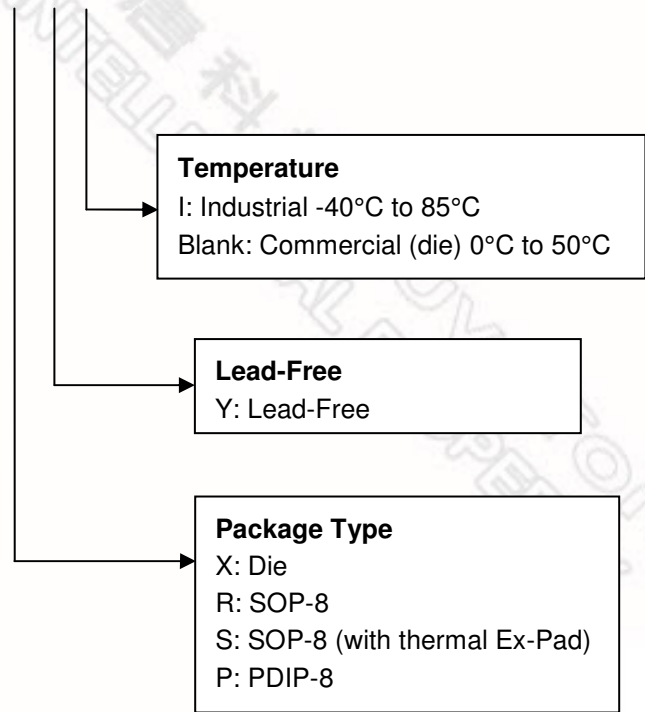 Temperature
I: Industrial -40°C to 85°C
Blank: Commercial (die) 0°C to 50°C
Lead-Free
Y: Lead-Free
Package Type
X: Die
R: SOP-8
S: SOP-8 (with thermal Ex-Pad)
P: PDIP-8